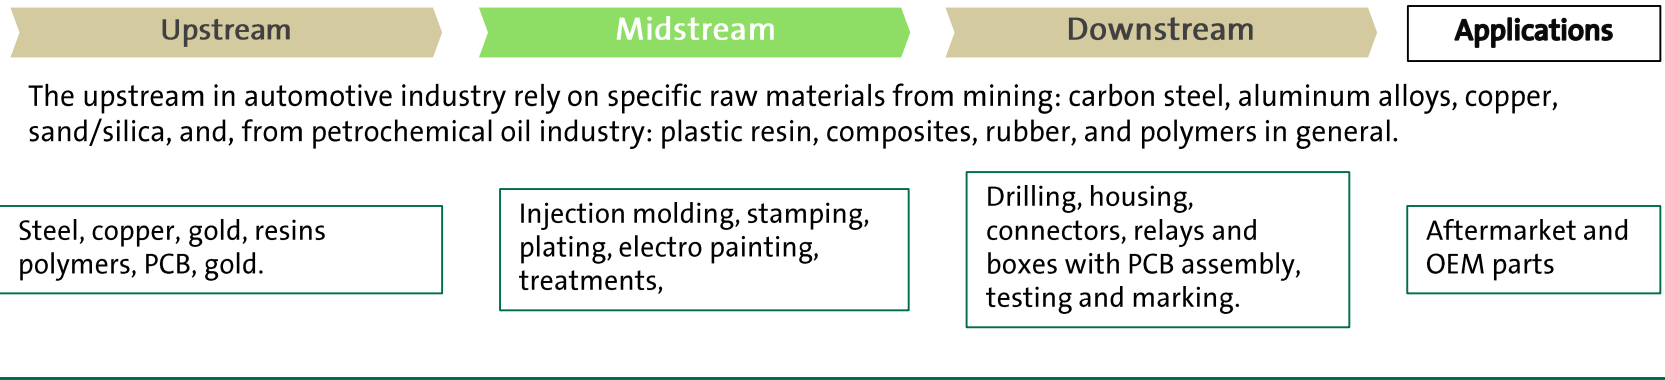 Upstream
Midstream
Downstream
Applications
The upstream in automotive industry rely on specific raw materials from mining: carbon steel, aluminum alloys, copper,
sand/silica, and, from petrochemical oil industry: plastic resin, composites, rubber, and polymers in general.
Steel, copper, gold, resins
polymers, PCB, gold.
Injection molding, stamping,
plating, electro painting,
treatments,
Drilling, housing,
connectors, relays and
boxes with PCB assembly,
testing and marking.
Aftermarket and
OEM parts